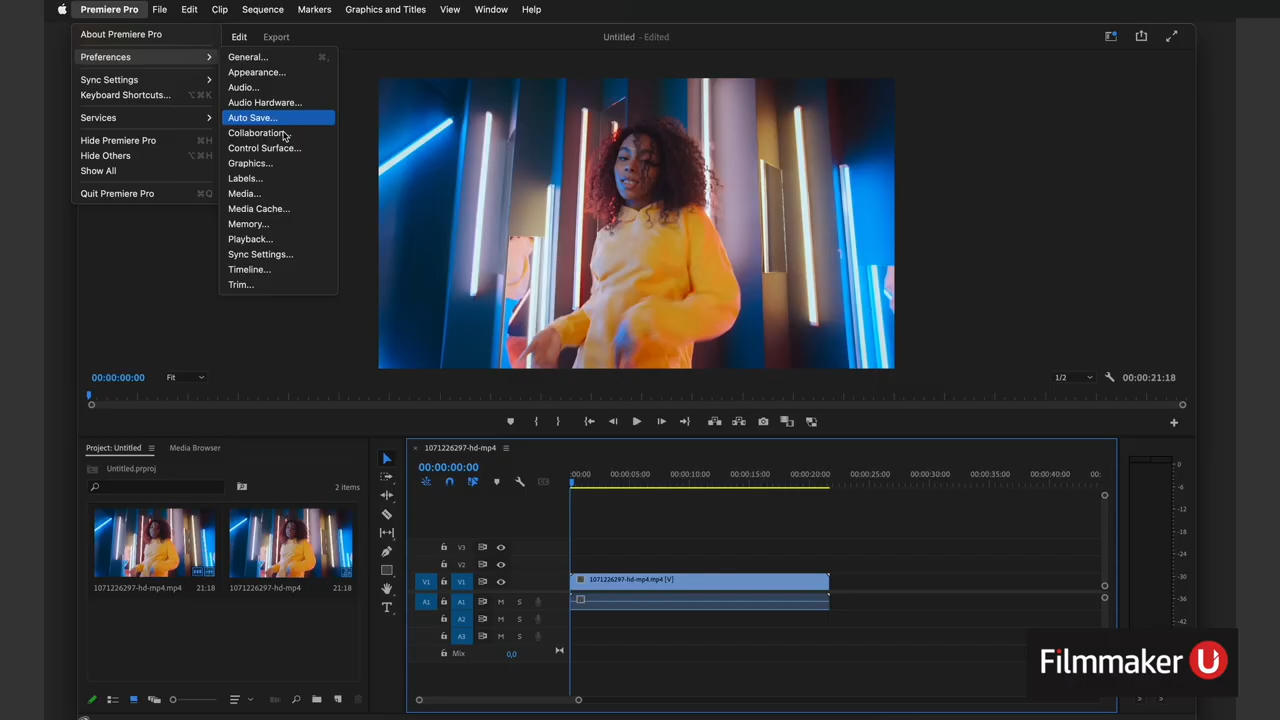 Premiere Pro File Edit Clip Sequence Markers Graphics and Titles View Window Help
About Premiere Pro
Preferences
Sync Settings
Keyboard Shortcuts... ⌥⌘K
Services
Hide Premiere Pro ⌘H
Hide Others ⌥⌘H
Show All
Quit Premiere Pro ⌘Q
Edit Export
Untitled - Edited
General... ⌘,
Appearance...
Audio...
Audio Hardware...
Auto Save...
Collaboration...
Control Surface...
Graphics...
Labels...
Media...
Media Cache...
Memory...
Playback...
Sync Settings...
Timeline...
Trim...
00:00:00:00 Fit 1/2 00:00:21:18
Project: Untitled Media Browser
Untitled.prproj
2 items
1071226297-hd-mp4.mp4 21:18 1071226297-hd-mp4 21:18
1071226297-hd-mp4
00:00:00:00
:00:00 00:00:05:00 00:00:10:00 00:00:15:00 00:00:20:00 00:00:25:00 00:00:30:00 00:00:35:00 00:00:40:00 00:
V3
V2
V1 V1 1071226297-hd-mp4.mp4 [V]
A1 A1 M S
A2 M S
A3 M S
Mix 0,0
0
-6
-12
-18
-24
-30
-36
-42
S S
Filmmaker U